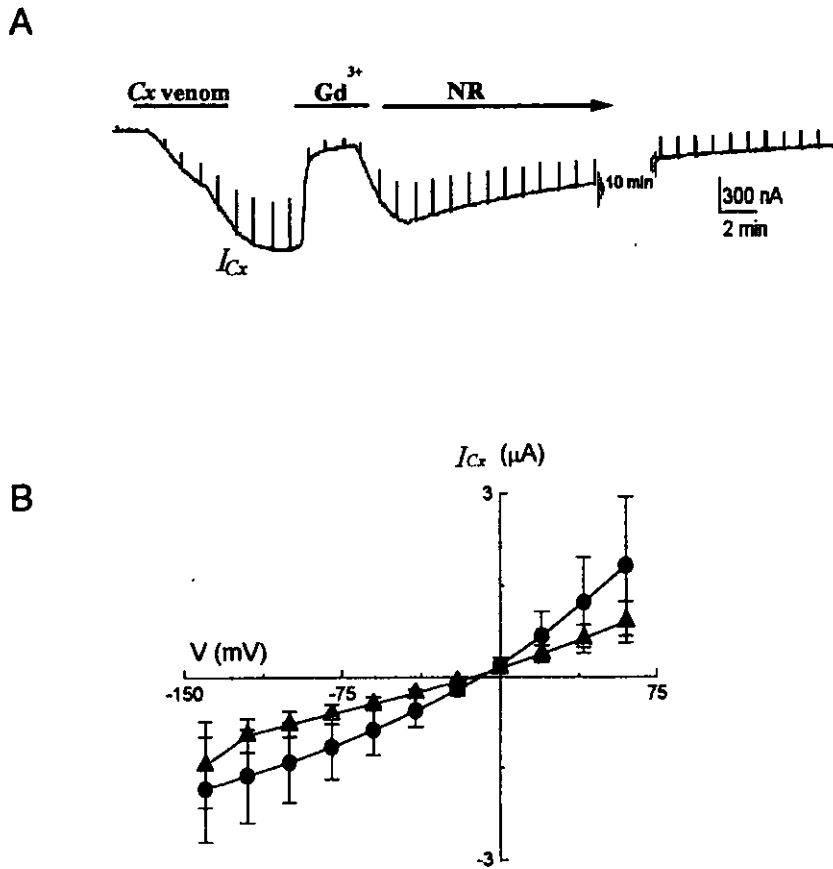 A
Cx venom Gd3+ NR
10 min
300 nA
2 min
ICx
ICx (μA)
B
3
V (mV)
-150 -75 75
-3